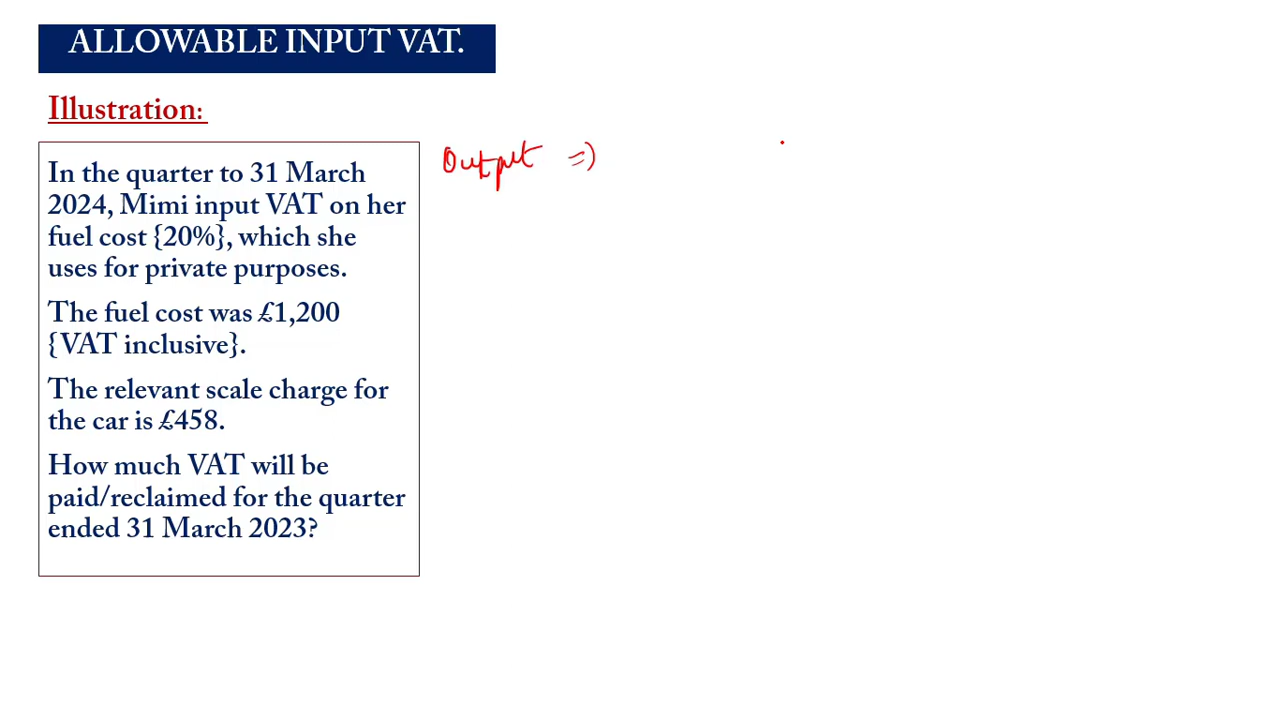 ALLOWABLE INPUT VAT.
Illustration:
In the quarter to 31 March
2024, Mimi input VAT on her
fuel cost {20%}, which she
uses for private purposes.
The fuel cost was £1,200
{VAT inclusive}.
The relevant scale charge for
the car is £458.
How much VAT will be
paid/reclaimed for the quarter
ended 31 March 2023?
Output =)